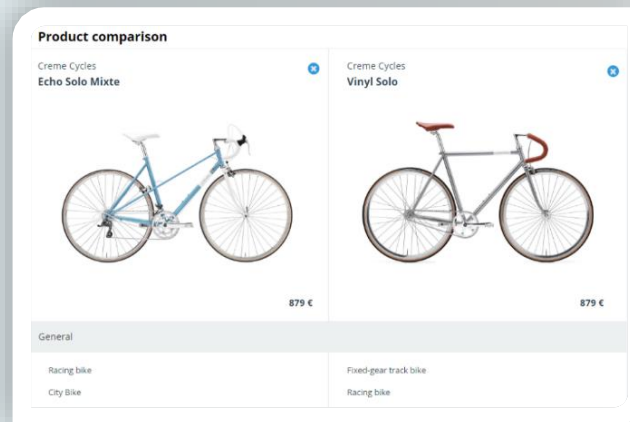 Product comparison
Creme Cycles
Echo Solo Mixte
879 €
Creme Cycles
Vinyl Solo
879 €
General
Racing bike
City Bike
Fixed-gear track bike
Racing bike